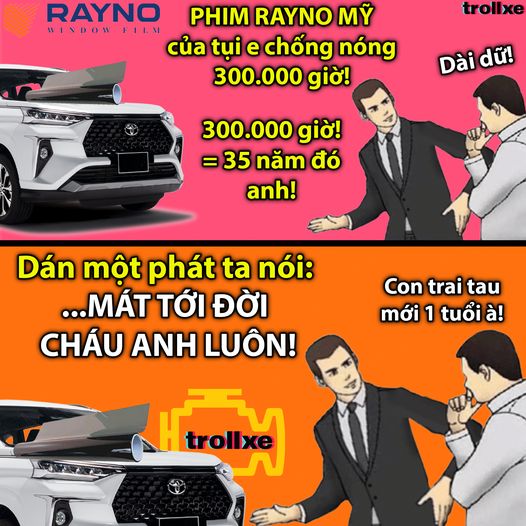 RAYNO
WINDOW FILM
PHIM RAYNO MỸ
của tụi e chống nóng
300.000 giờ!
trollxe
Dài dữ!
300.000 giờ!
= 35 năm đó
anh!
Dán một phát ta nói:
...MÁT TỚI ĐỜI
CHÁU ANH LUÔN!
Con trai tau
mới 1 tuổi à!
trollxe